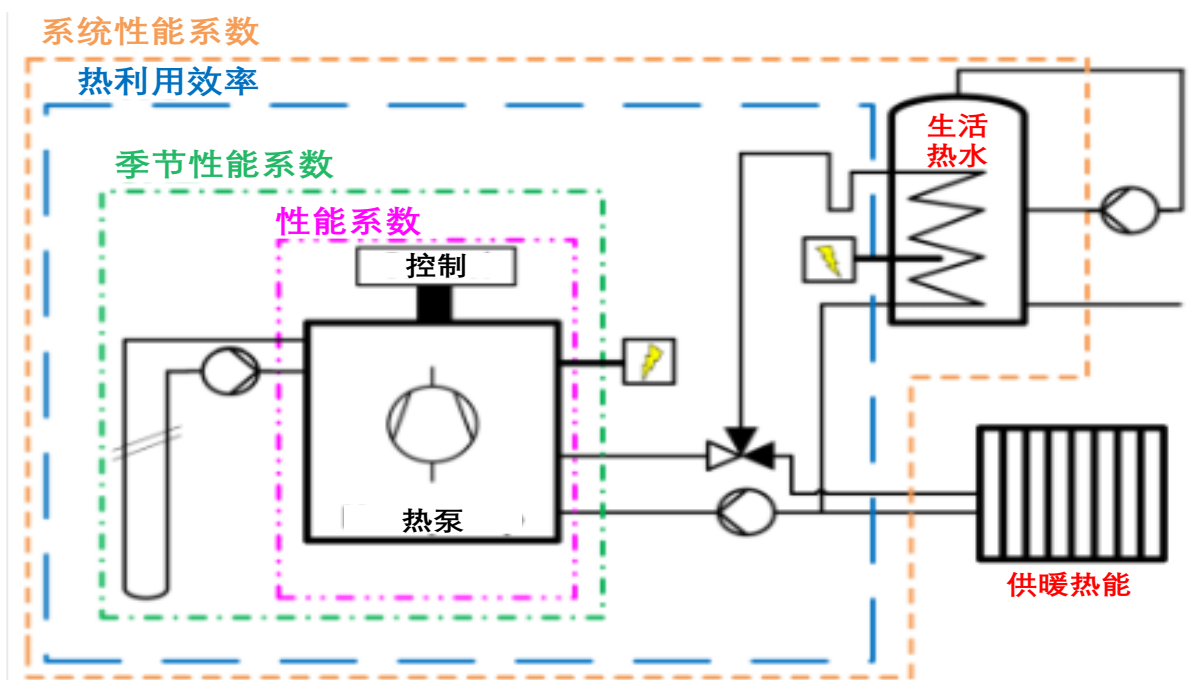 系统性能系数
热利用效率
季节性能系数
性能系数
控制
热泵
生活
热水
供暖热能